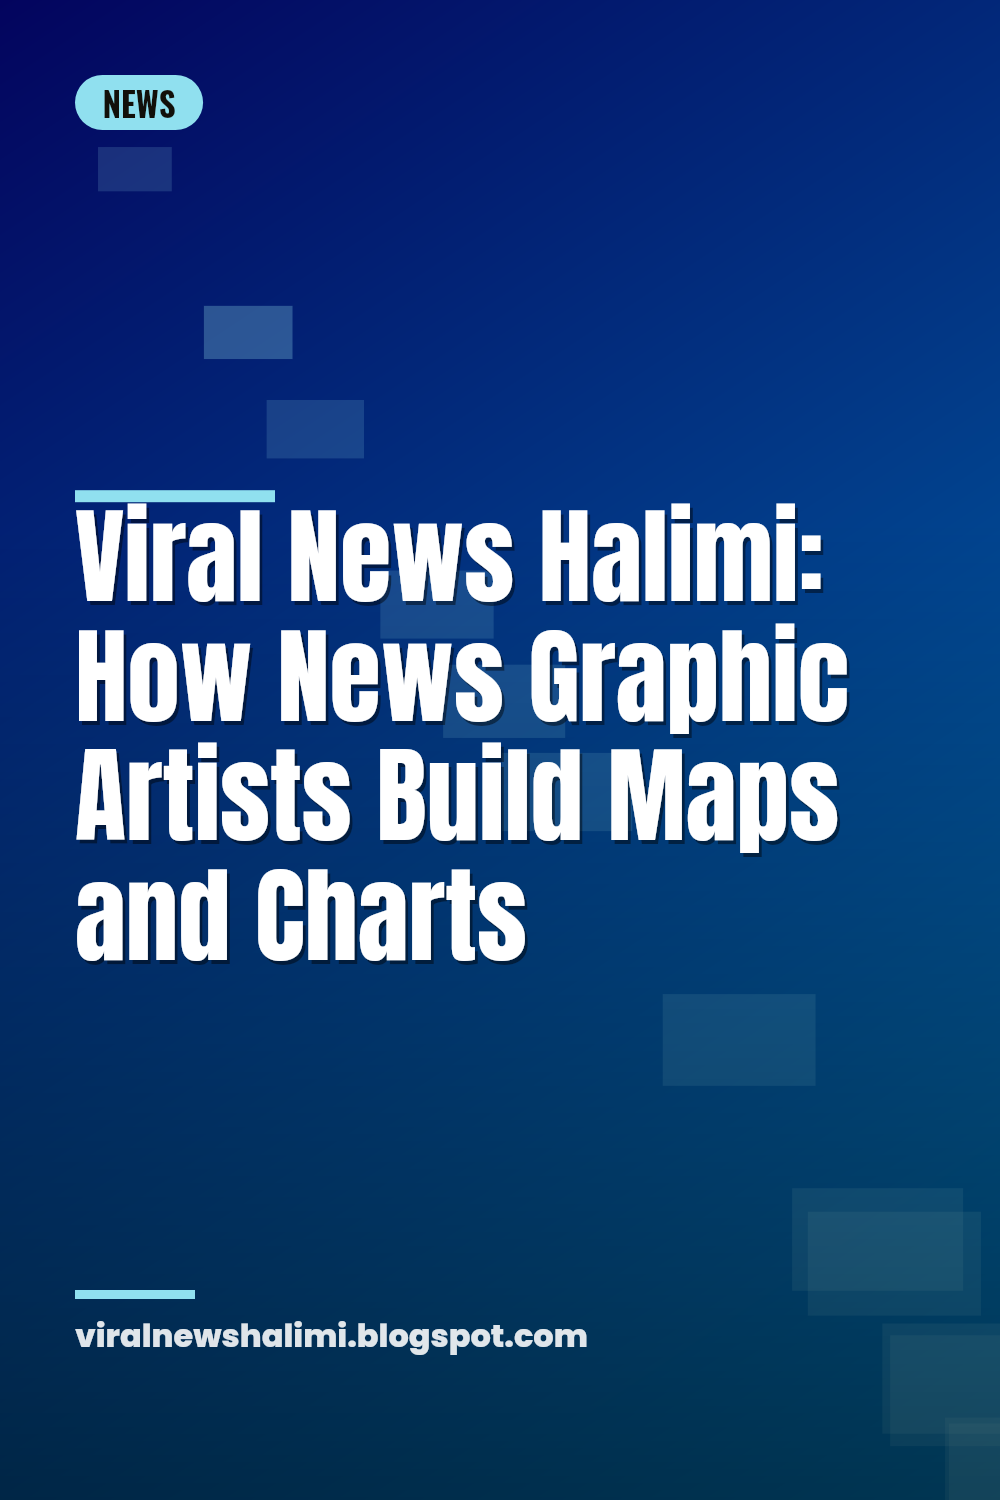 NEWS
Viral News Halimi:
How News Graphic
Artists Build Maps
and Charts
viralnewshalimi.blogspot.com